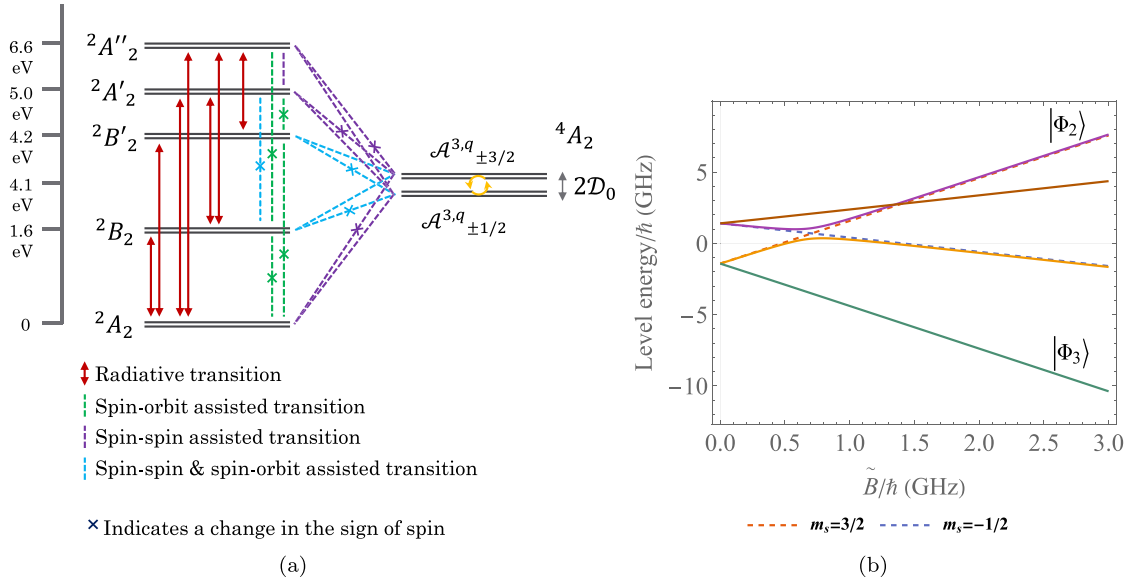 6.6
eV
5.0
eV
4.2
eV
4.1
eV
1.6
eV
0
²A''₂
²A'₂
²B'₂
²B₂
²A₂
𝒜³,q ±3/2
𝒜³,q ±1/2
⁴A₂
2𝒟₀
Radiative transition
Spin-orbit assisted transition
Spin-spin assisted transition
Spin-spin & spin-orbit assisted transition
× Indicates a change in the sign of spin
(a)
Level energy/ħ (GHz)
5
0
−5
−10
|Φ₂⟩
|Φ₃⟩
0.0 0.5 1.0 1.5 2.0 2.5 3.0
B̃/ħ (GHz)
mₛ=3/2 mₛ=−1/2
(b)